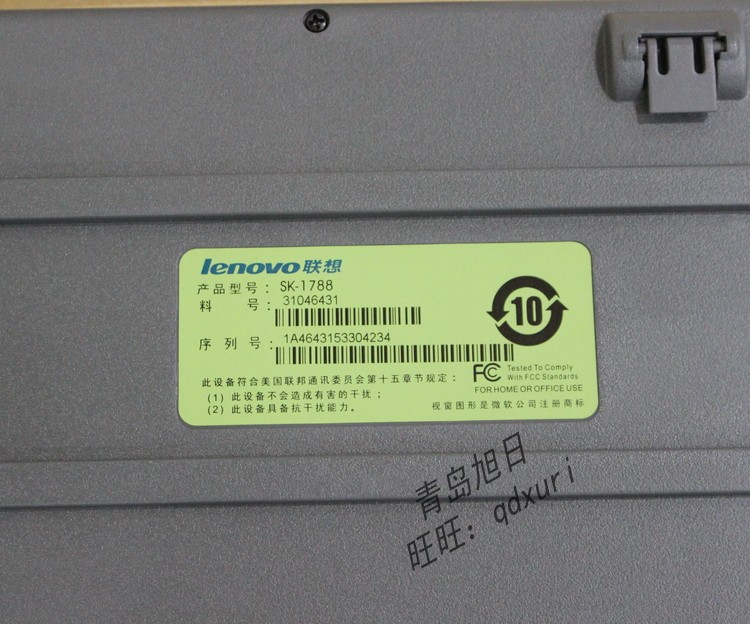 lenovo联想
产品型号：SK-1788
料 号：31046431
序列号：1A4643153304234
10
此设备符合美国联邦通讯委员会第十五章节规定：
(1) 此设备不会造成有害的干扰；
(2) 此设备具备抗干扰能力。
FC Tested To Comply
With FCC Standards
FOR HOME OR OFFICE USE
视窗图形是微软公司注册商标
青岛旭日
旺旺：qdxuri